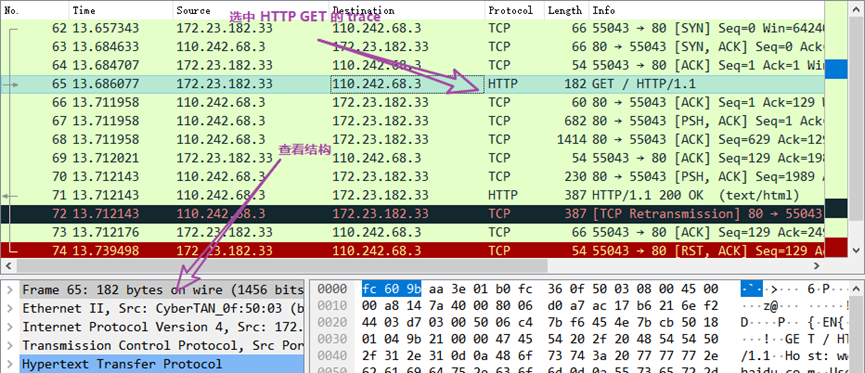 No. Time Source Destination Protocol Length Info
选中 HTTP GET 的 trace
62 13.657343 172.23.182.33 110.242.68.3 TCP 66 55043 → 80 [SYN] Seq=0 Win=64240
63 13.684633 110.242.68.3 172.23.182.33 TCP 66 80 → 55043 [SYN, ACK] Seq=0 Ack=
64 13.684707 172.23.182.33 110.242.68.3 TCP 54 55043 → 80 [ACK] Seq=1 Ack=1 Wi
65 13.686077 172.23.182.33 110.242.68.3 HTTP 182 GET / HTTP/1.1
66 13.711958 110.242.68.3 172.23.182.33 TCP 60 80 → 55043 [ACK] Seq=1 Ack=129 W
67 13.711958 110.242.68.3 172.23.182.33 TCP 682 80 → 55043 [PSH, ACK] Seq=1 Ack=
68 13.711958 110.242.68.3 172.23.182.33 TCP 1414 80 → 55043 [ACK] Seq=629 Ack=129
69 13.712021 172.23.182.33 110.242.68.3 TCP 54 55043 → 80 [ACK] Seq=129 Ack=198
70 13.712143 110.242.68.3 172.23.182.33 TCP 230 80 → 55043 [PSH, ACK] Seq=1989 A
71 13.712143 110.242.68.3 172.23.182.33 HTTP 387 HTTP/1.1 200 OK (text/html)
72 13.712143 110.242.68.3 172.23.182.33 TCP 387 [TCP Retransmission] 80 → 55043
73 13.712176 172.23.182.33 110.242.68.3 TCP 66 55043 → 80 [ACK] Seq=129 Ack=249
74 13.739498 172.23.182.33 110.242.68.3 TCP 54 55043 → 80 [RST, ACK] Seq=129 A
查看结构
Frame 65: 182 bytes on wire (1456 bits
Ethernet II, Src: CyberTAN_0f:50:03 (b
Internet Protocol Version 4, Src: 172.
Transmission Control Protocol, Src Por
Hypertext Transfer Protocol
0000 fc 60 9b aa 3e 01 b0 fc 36 0f 50 03 08 00 45 00 ·`··>··· 6·P···
0010 00 a8 14 7a 40 00 80 06 d0 a7 ac 17 b6 21 6e f2 ···z@··· ·····!
0020 44 03 d7 03 00 50 06 c4 7b f6 45 4e 7b cb 50 18 D····P·· {·EN{·
0030 01 04 9b 21 00 00 47 45 54 20 2f 20 48 54 54 50 ···!··GE T / HT
0040 2f 31 2e 31 0d 0a 48 6f 73 74 3a 20 77 77 77 2e /1.1··Ho st: ww
0050 62 61 69 64 75 2e 63 6f 6d 0d 0a 55 73 65 72 2d baidu.co m··Use